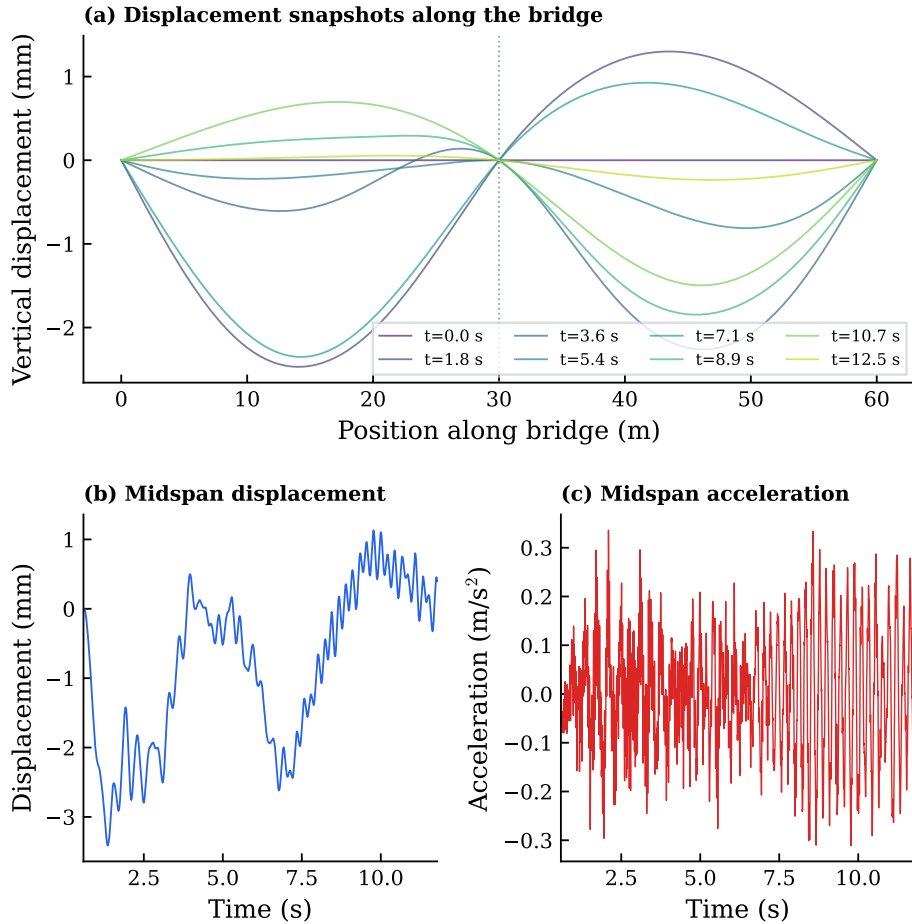 (a) Displacement snapshots along the bridge
Vertical displacement (mm)
1
0
−1
−2
t=0.0 s
t=3.6 s
t=7.1 s
t=10.7 s
t=1.8 s
t=5.4 s
t=8.9 s
t=12.5 s
0
10
20
30
40
50
60
Position along bridge (m)
(b) Midspan displacement
Displacement (mm)
1
0
−1
−2
−3
2.5
5.0
7.5
10.0
Time (s)
(c) Midspan acceleration
Acceleration (m/s²)
0.3
0.2
0.1
0.0
−0.1
−0.2
−0.3
2.5
5.0
7.5
10.0
Time (s)